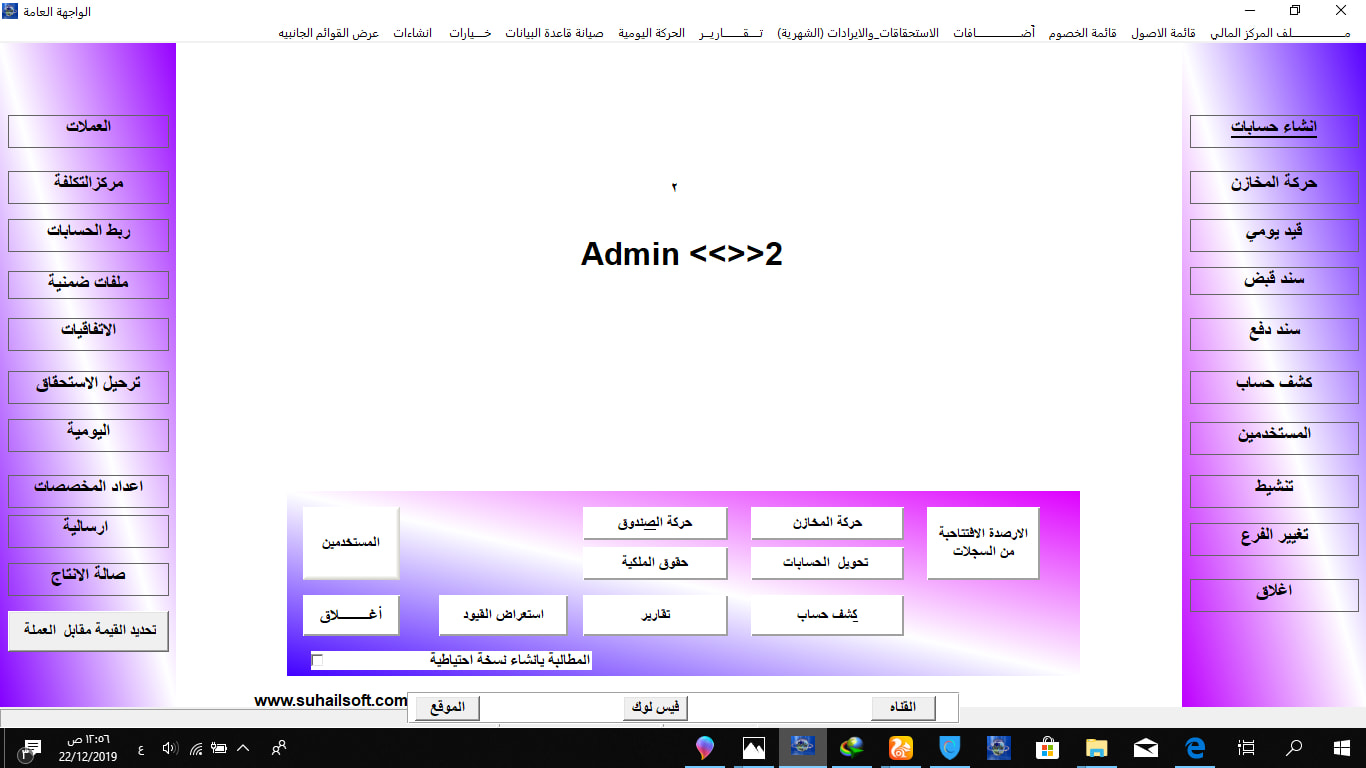 الواجهة العامة
مـــــــــــلف المركز المالي
قائمة الاصول
قائمة الخصوم
أضـــــــــافات
الاستحقاقات_والايرادات (الشهرية)
تـــقـــــــاريــر
الحركة اليومية
صيانة قاعدة البيانات
خـــيارات
انشاءات
عرض القوائم الجانبيه
انشاء حسابات
حركة المخازن
قيد يومي
سند قبض
سند دفع
كشف حساب
المستخدمين
تنشيط
تغيير الفرع
اغلاق
٢
Admin <<>>2
العملات
مركزالتكلفة
ربط الحسابات
ملفات ضمنية
الاتفاقيات
ترحيل الاستحقاق
اليومية
اعداد المخصصات
ارسالية
صالة الانتاج
تحديد القيمة مقابل العملة
الارصدة الافتتاحية
من السجلات
حركة المخازن
حركة الصندوق
المستخدمين
تحويل الحسابات
حقوق الملكية
كشف حساب
تقارير
استعراض القيود
أغـــــــلاق
المطالبة يانشاء نسخة احتياطية
www.suhailsoft.com
القناه
فيس لوك
الموقع
ع
١٢:٥٦ ص
22/12/2019
٣